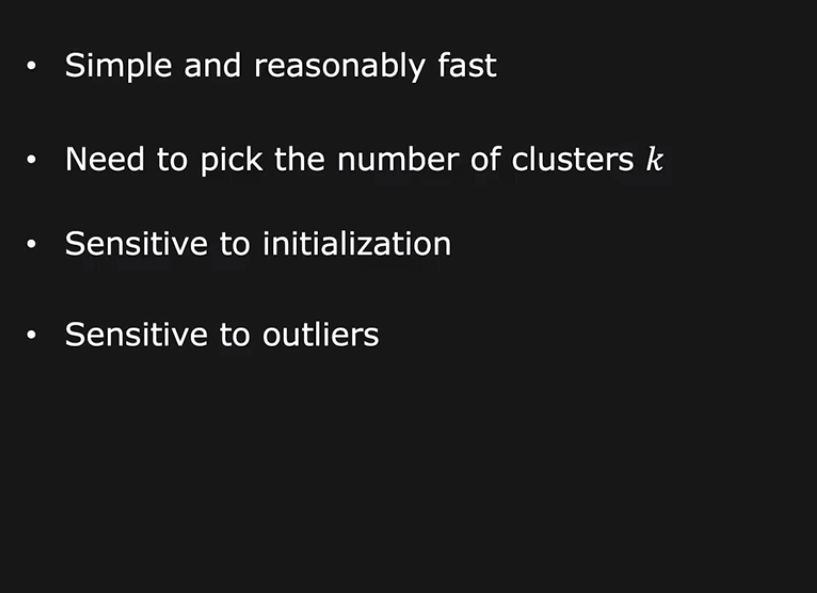 • Simple and reasonably fast
• Need to pick the number of clusters k
• Sensitive to initialization
• Sensitive to outliers